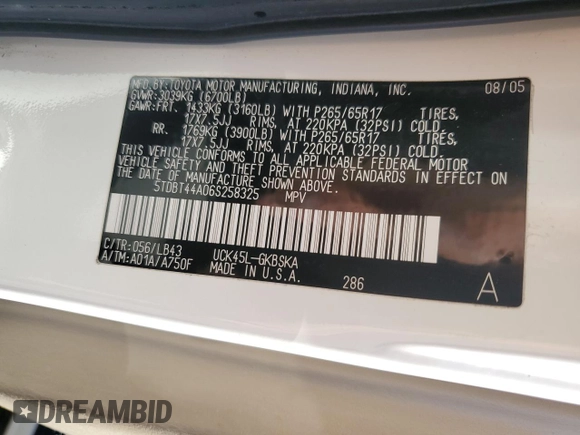 MFD.BY:TOYOTA MOTOR MANUFACTURING, INDIANA, INC. 08/05
GVWR:3039KG (6700LB)
GAWR:FRT. 1433KG (3160LB) WITH P265/65R17 TIRES,
17X7.5JJ RIMS, AT 220KPA (32PSI) COLD
RR. 1769KG (3900LB) WITH P265/65R17 TIRES,
17X7.5JJ RIMS, AT 220KPA (32PSI) COLD.
THIS VEHICLE CONFORMS TO ALL APPLICABLE FEDERAL MOTOR
VEHICLE SAFETY AND THEFT PREVENTION STANDARDS IN EFFECT ON
THE DATE OF MANUFACTURE SHOWN ABOVE.
5TDBT44A06S258325 MPV
C/TR:056/LB43 UCK45L-GKBSKA
A/TM:A01A/A750F MADE IN U.S.A. 286 A
DREAMBID